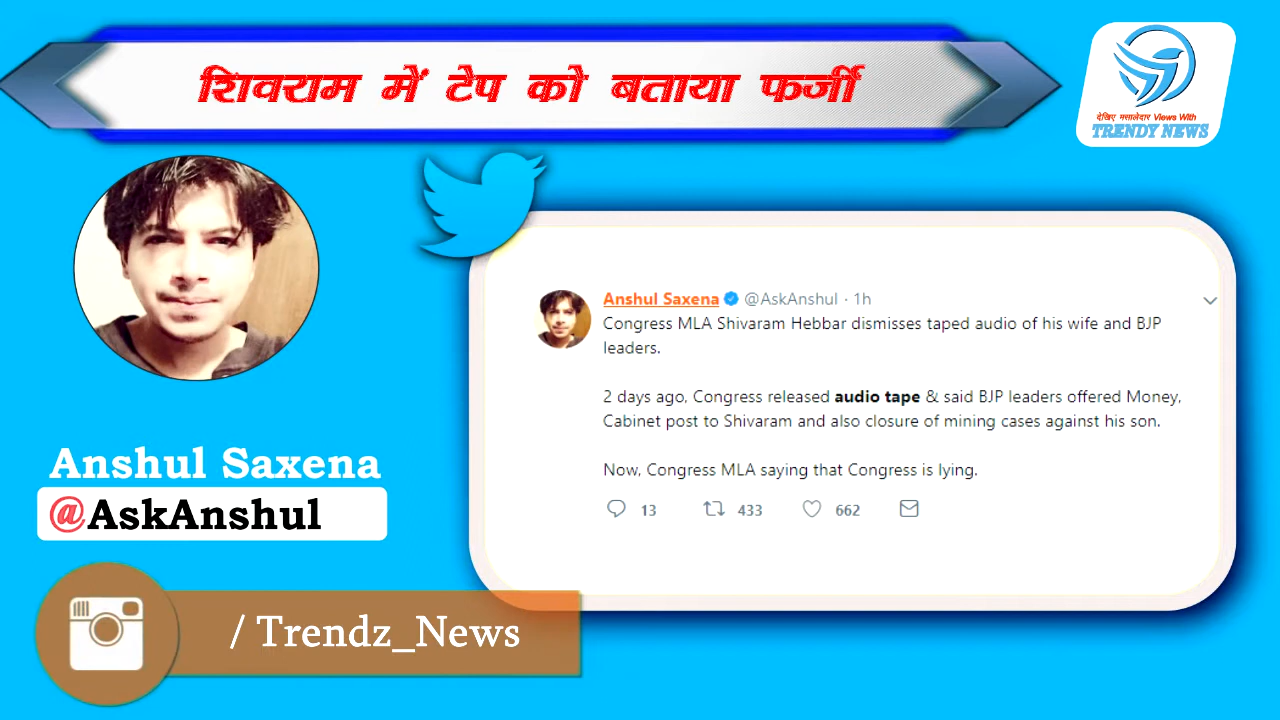 शिवराम में टेप को बताया फर्जी
देखिए मसालेदार Views With
TRENDY NEWS
Anshul Saxena @AskAnshul · 1h
Congress MLA Shivaram Hebbar dismisses taped audio of his wife and BJP
leaders.
2 days ago, Congress released audio tape & said BJP leaders offered Money,
Cabinet post to Shivaram and also closure of mining cases against his son.
Now, Congress MLA saying that Congress is lying.
13 433 662
Anshul Saxena
@AskAnshul
/ Trendz_News